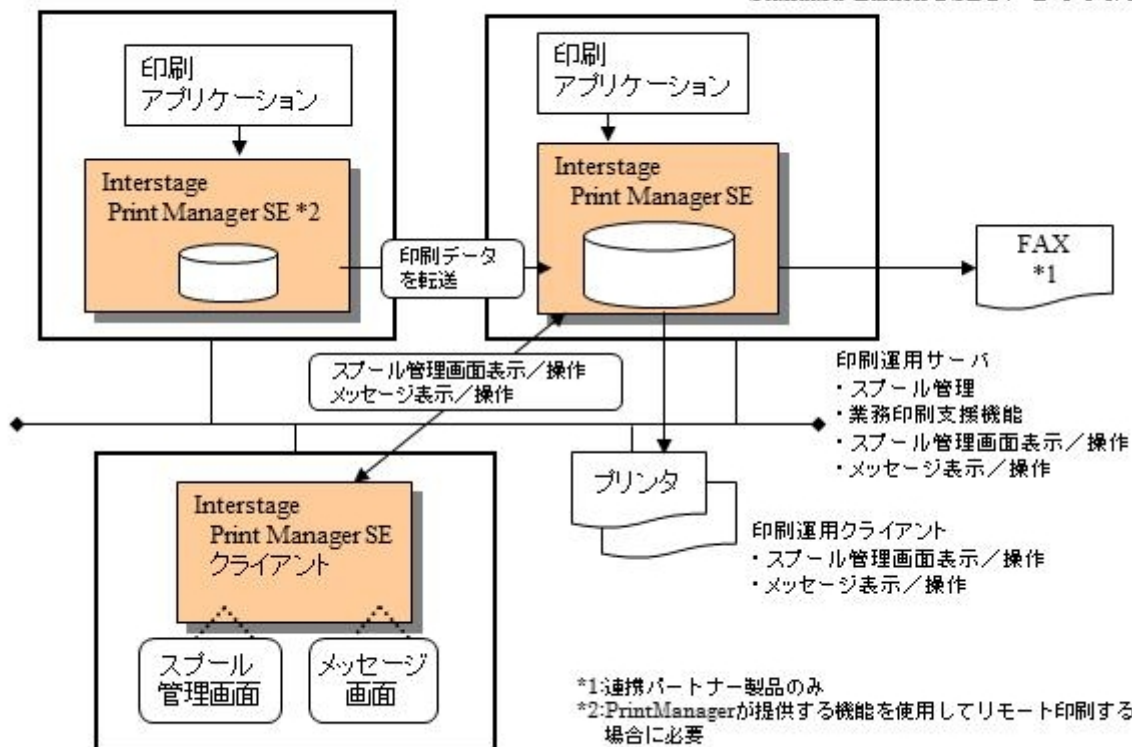 印刷
アプリケーション
印刷
アプリケーション
Interstage
Print Manager SE *2
Interstage
Print Manager SE
印刷データ
を転送
FAX
*1
スプール管理画面表示／操作
メッセージ表示／操作
印刷運用サーバ
・スプール管理
・業務印刷支援機能
・スプール管理画面表示／操作
・メッセージ表示／操作
Interstage
Print Manager SE
クライアント
プリンタ
印刷運用クライアント
・スプール管理画面表示／操作
・メッセージ表示／操作
スプール
管理画面
メッセージ
画面
*1:連携パートナー製品のみ
*2:PrintManagerが提供する機能を使用してリモート印刷する
場合に必要